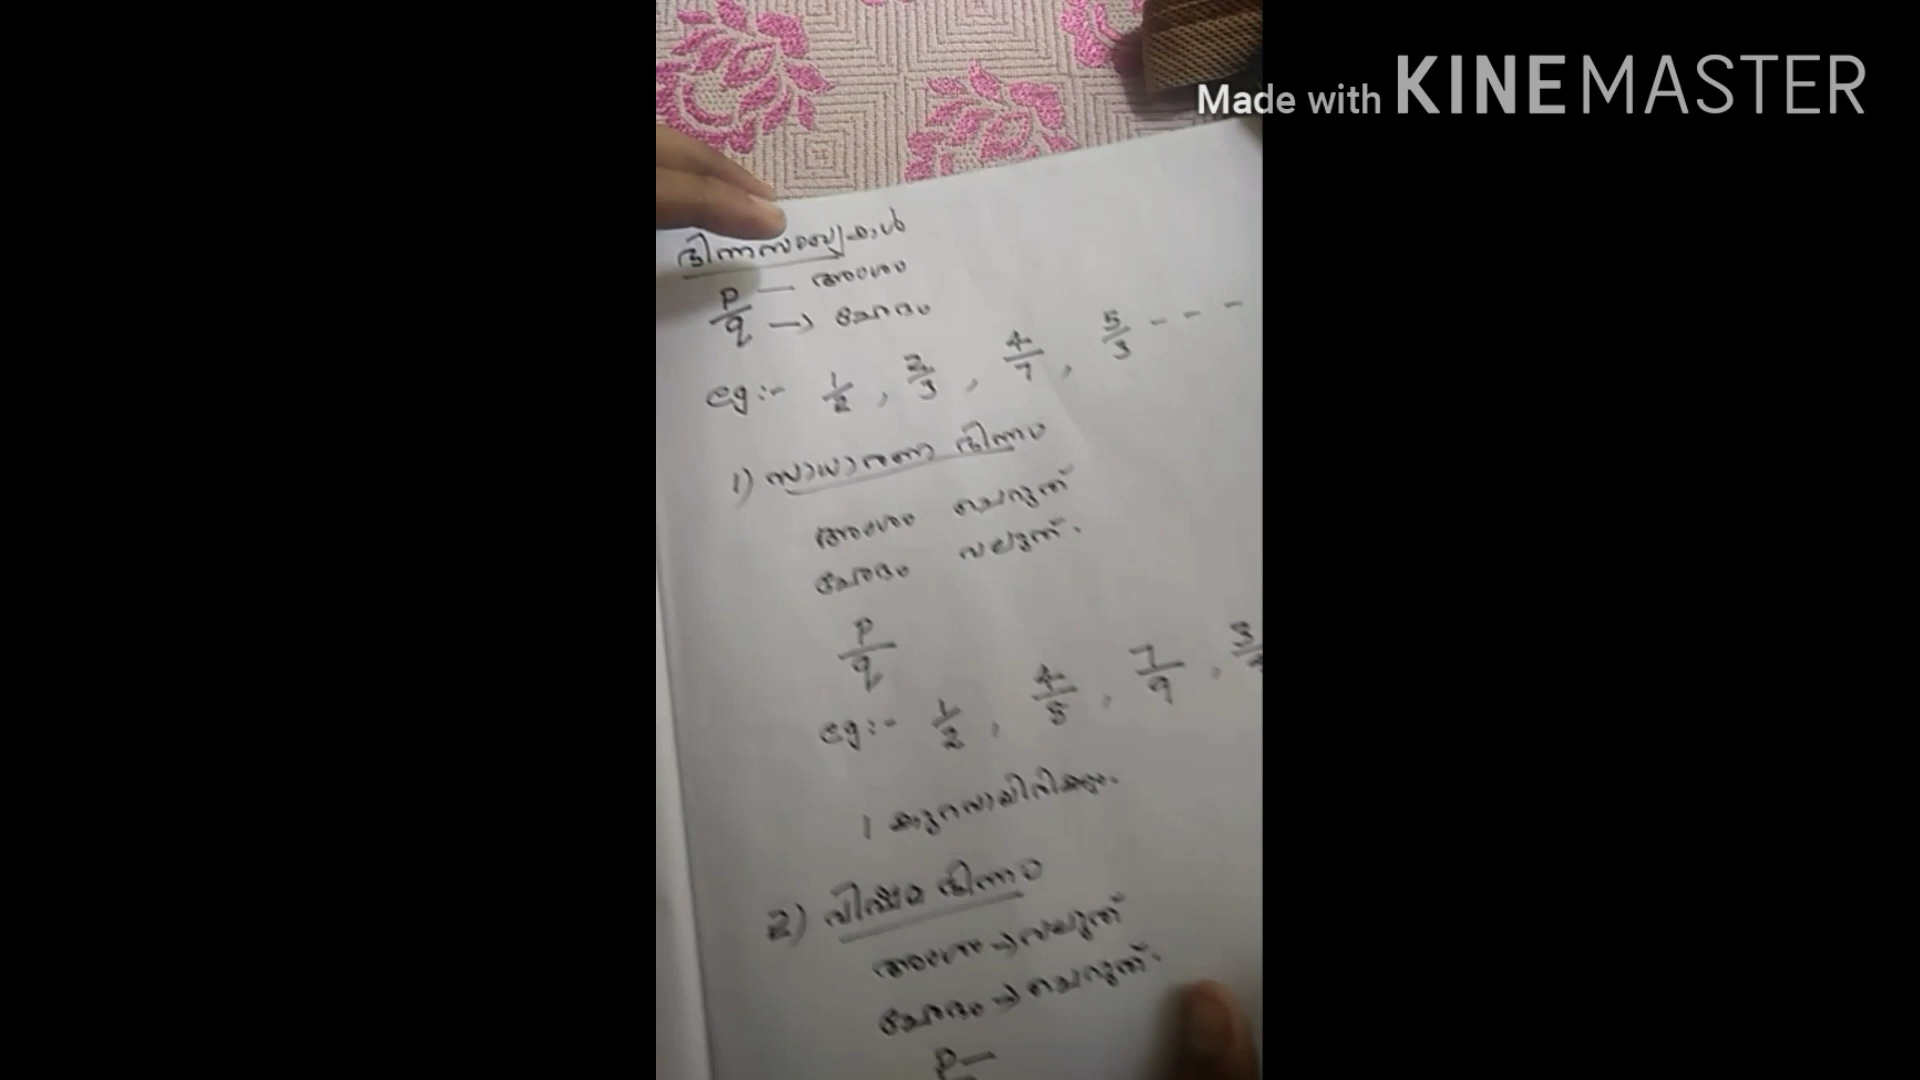 Made with KINEMASTER
ഭിന്നസംഖ്യകൾ
p/q — അംശം
→ ഛേദം
eg:- 1/2, 2/3, 4/7, 5/3 - - -
1) സാധാരണ ഭിന്നം
അംശം ചെറുത്
ഛേദം വലുത്.
p/q
eg:- 1/2, 4/5, 7/9,
1 കുറവായിരിക്കും.
2) വിഷമ ഭിന്നം
അംശം → വലുത്
ഛേദം → ചെറുത്.
p